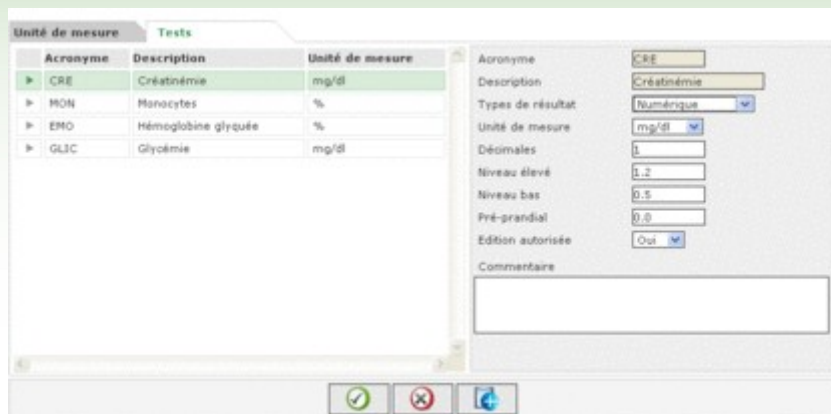 Unité de mesure Tests
Acronyme Description Unité de mesure
CRE Créatinémie mg/dl
MON Monocytes %
EMO Hémoglobine glyquée %
GLIC Glycémie mg/dl
Acronyme CRE
Description Créatinémie
Types de résultat Numérique
Unité de mesure mg/dl
Décimales 1
Niveau élevé 1.2
Niveau bas 0.5
Pré-prandial 0.0
Edition autorisée Oui
Commentaire